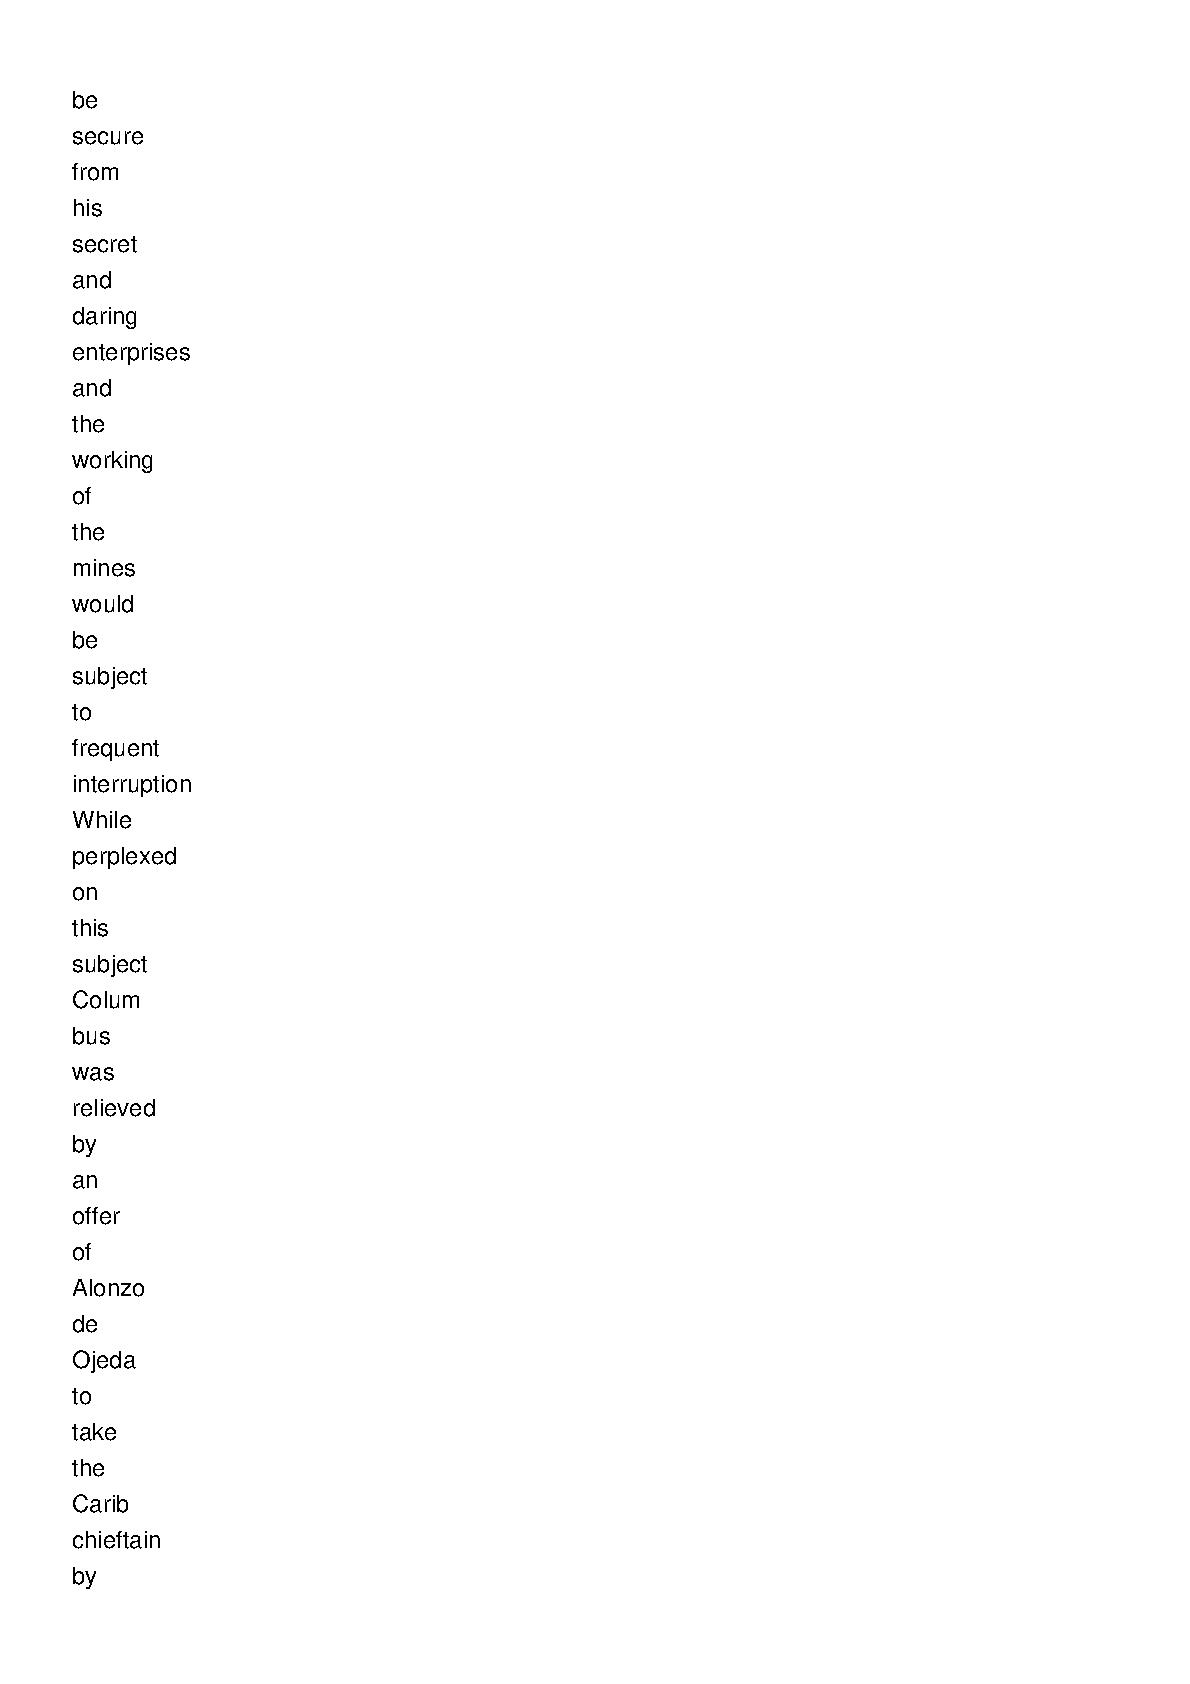 be
secure
from
his
secret
and
daring
enterprises
and
the
working
of
the
mines
would
be
subject
to
frequent
interruption
While
perplexed
on
this
subject
Colum
bus
was
relieved
by
an
offer
of
Alonzo
de
Ojeda
to
take
the
Carib
chieftain
by